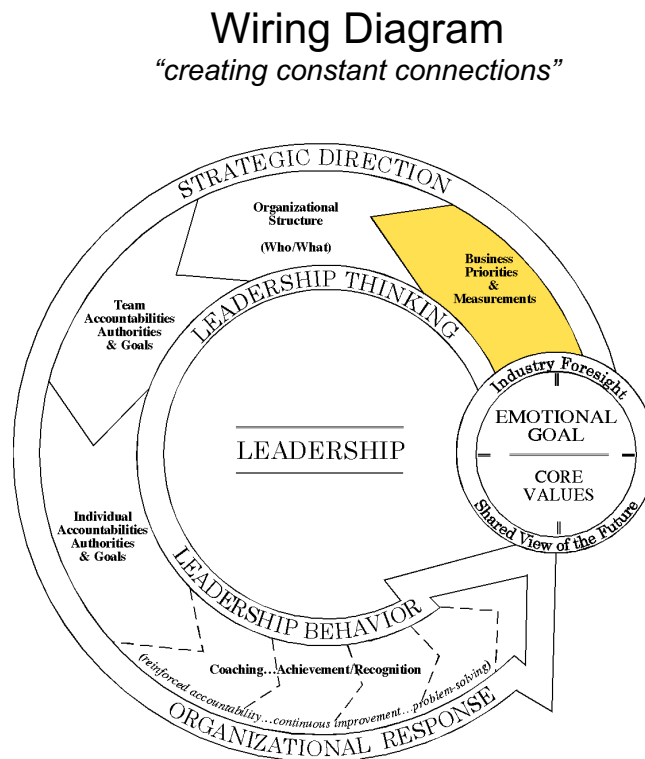 Wiring Diagram
“creating constant connections”
STRATEGIC DIRECTION
Organizational
Structure
(Who/What)
Business
Priorities
&
Measurements
LEADERSHIP THINKING
Team
Accountabilities
Authorities
& Goals
Industry Foresight
EMOTIONAL
GOAL
CORE
VALUES
Shared View of the Future
LEADERSHIP
Individual
Accountabilities
Authorities
& Goals
LEADERSHIP BEHAVIOR
Coaching…Achievement/Recognition
(reinforced accountability…continuous improvement…problem-solving)
ORGANIZATIONAL RESPONSE